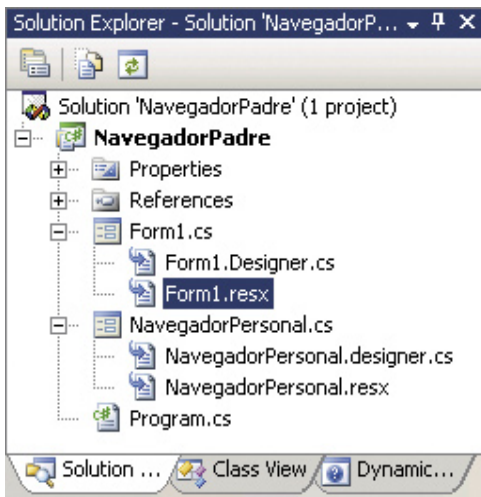 Solution Explorer - Solution 'NavegadorP...
Solution 'NavegadorPadre' (1 project)
NavegadorPadre
Properties
References
Form1.cs
Form1.Designer.cs
Form1.resx
NavegadorPersonal.cs
NavegadorPersonal.designer.cs
NavegadorPersonal.resx
Program.cs
Solution ... Class View Dynamic...